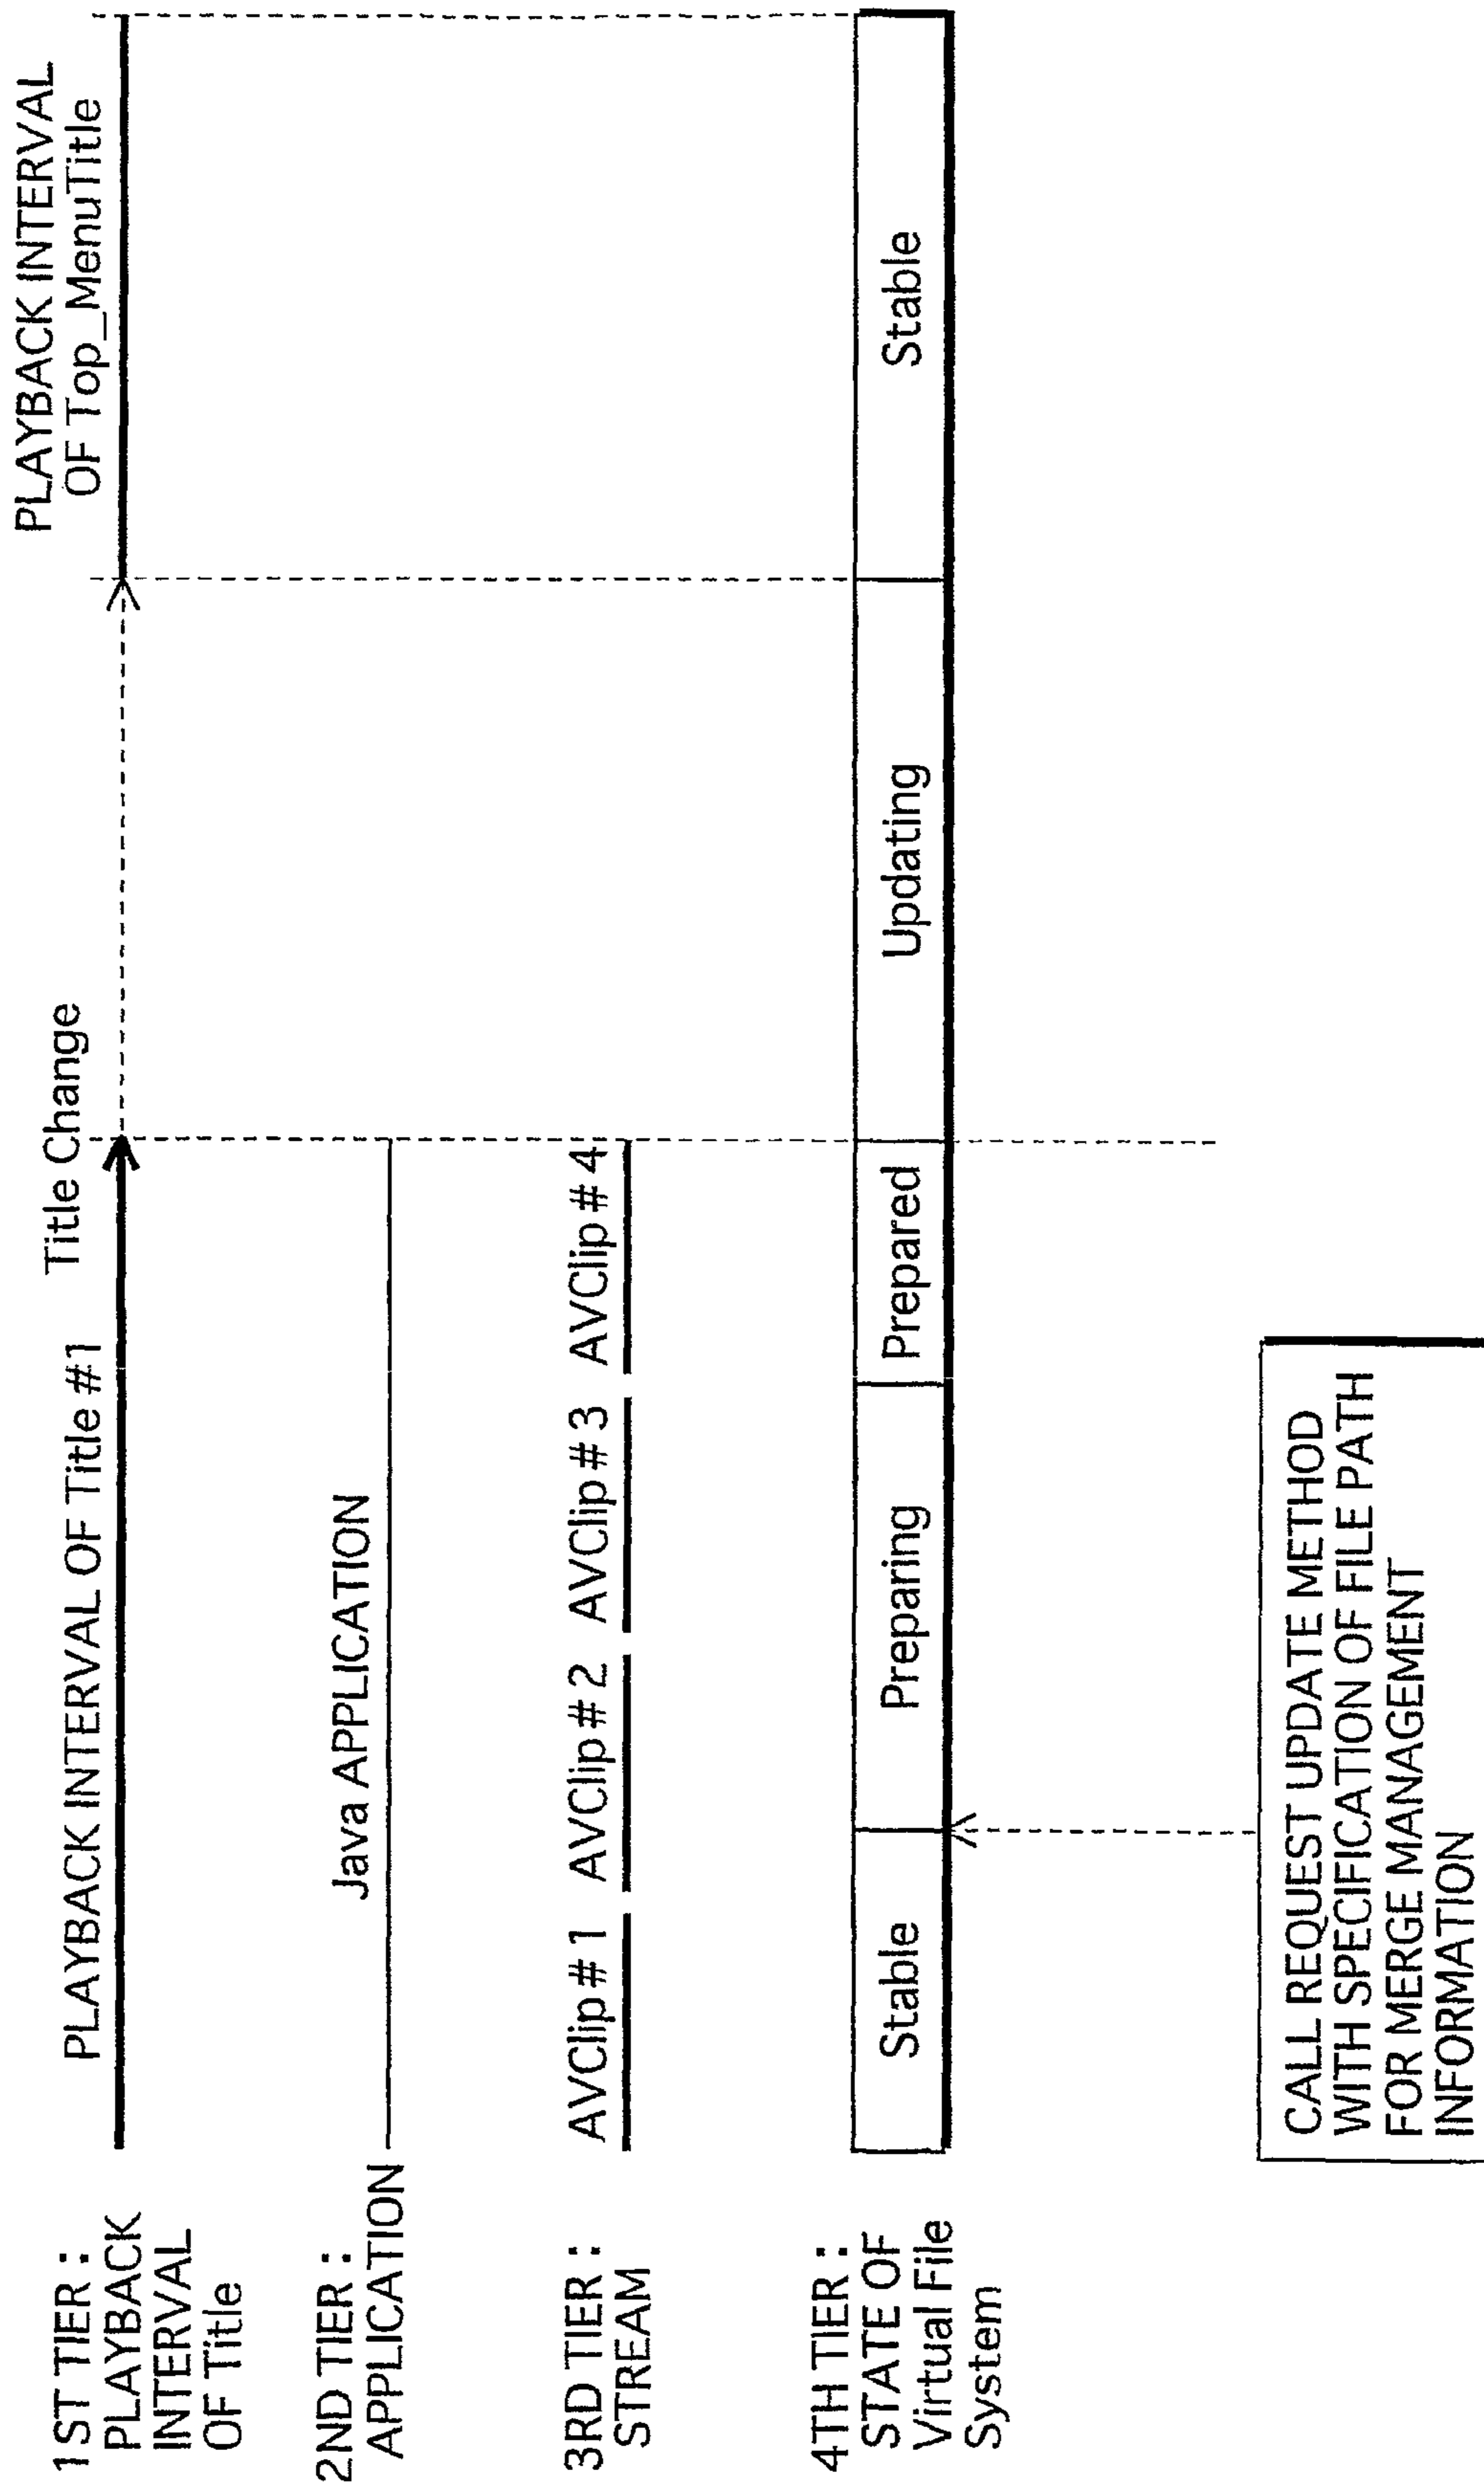 1ST TIER :
PLAYBACK
INTERVAL
OF Title
PLAYBACK INTERVAL OF Title #1
Title Change
PLAYBACK INTERVAL
OF Top_MenuTitle
2ND TIER :
APPLICATION
Java APPLICATION
3RD TIER :
STREAM
AVClip#1
AVClip#2
AVClip#3
AVClip#4
4TH TIER :
STATE OF
Virtual File
System
Stable
Preparing
Prepared
Updating
Stable
CALL REQUEST UPDATE METHOD
WITH SPECIFICATION OF FILE PATH
FOR MERGE MANAGEMENT
INFORMATION